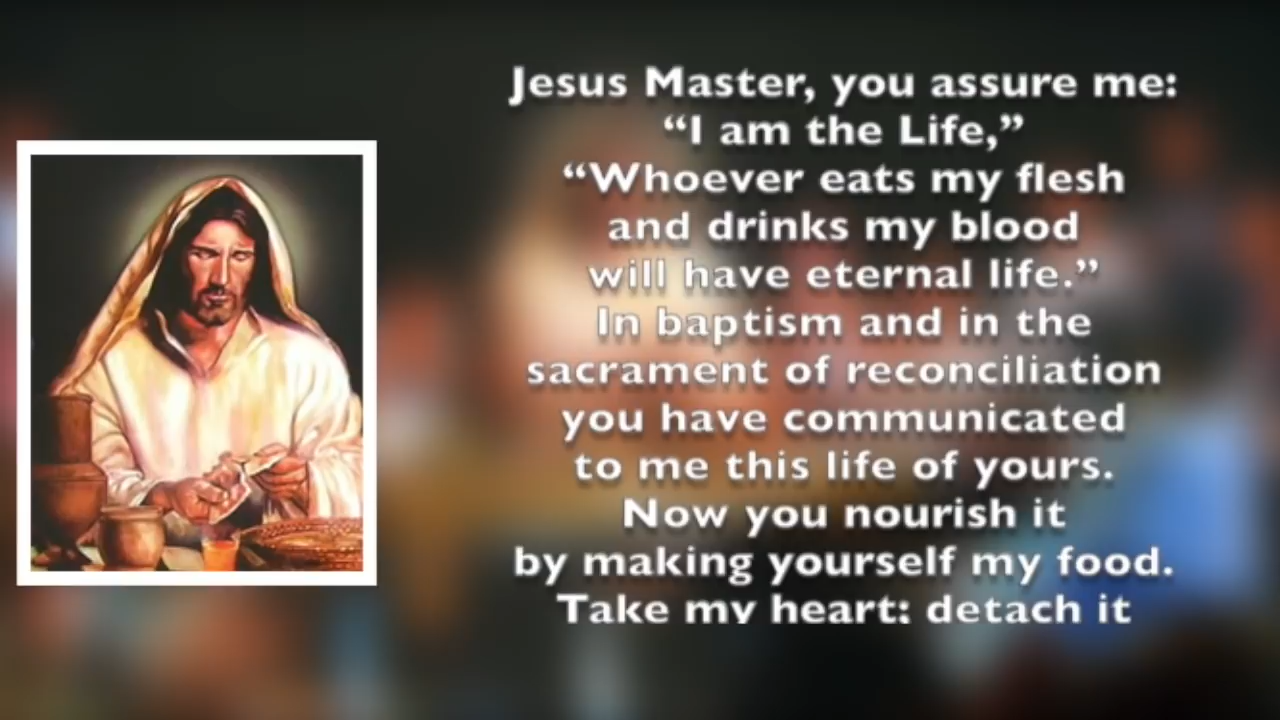 Jesus Master, you assure me:
“I am the Life,”
“Whoever eats my flesh
and drinks my blood
will have eternal life.”
In baptism and in the
sacrament of reconciliation
you have communicated
to me this life of yours.
Now you nourish it
by making yourself my food.
Take my heart; detach it